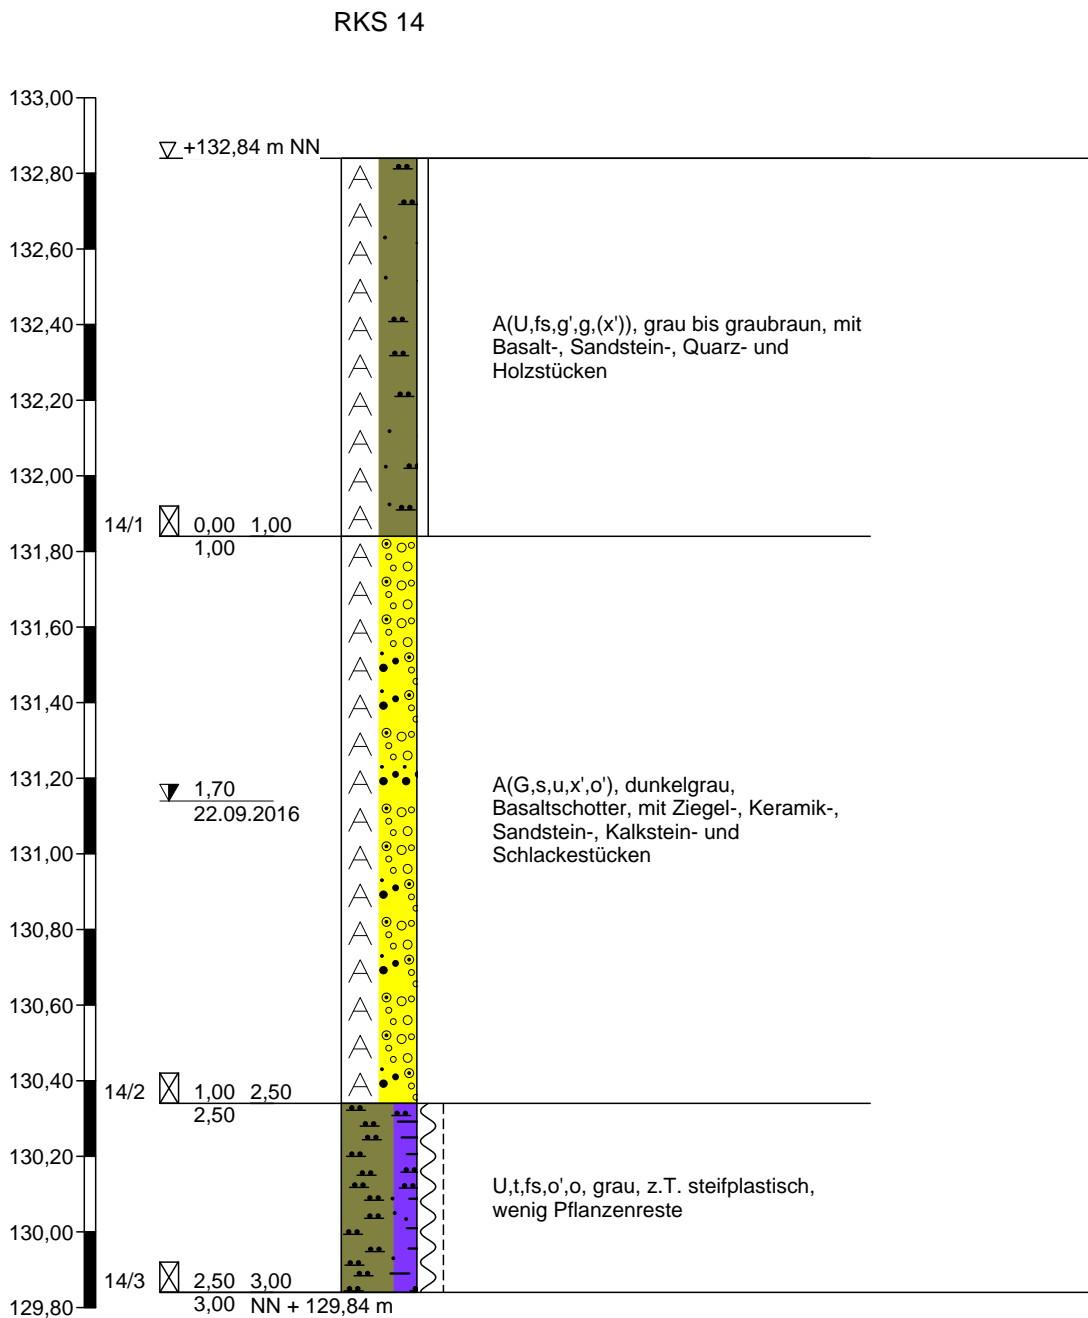 RKS 14
133,00
+132,84 m NN
132,80
132,60
132,40
A(U,fs,g',g,(x')), grau bis graubraun, mit
Basalt-, Sandstein-, Quarz- und
Holzstücken
132,20
132,00
14/1 0,00 1,00
1,00
131,80
131,60
131,40
131,20
1,70
22.09.2016
A(G,s,u,x',o'), dunkelgrau,
Basaltschotter, mit Ziegel-, Keramik-,
Sandstein-, Kalkstein- und
Schlackestücken
131,00
130,80
130,60
130,40
14/2 1,00 2,50
2,50
130,20
U,t,fs,o',o, grau, z.T. steifplastisch,
wenig Pflanzenreste
130,00
14/3 2,50 3,00
3,00 NN + 129,84 m
129,80